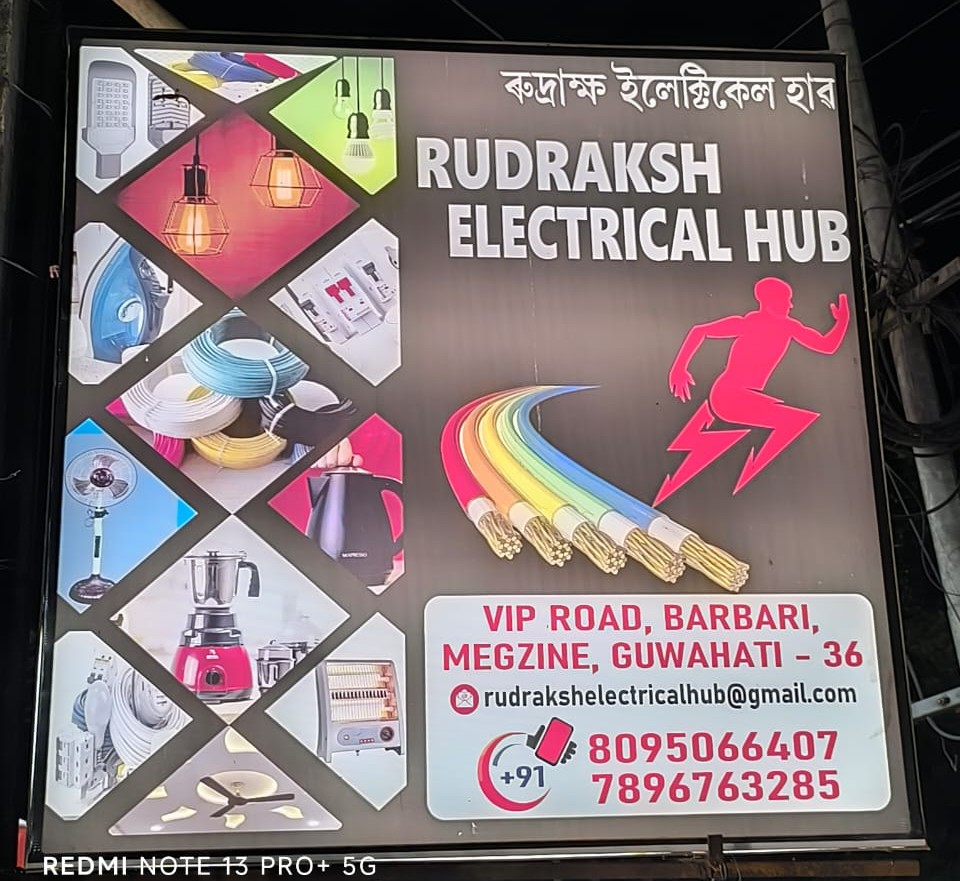 ৰুদ্ৰাক্ষ ইলেক্ট্ৰিকেল হাৱ
RUDRAKSH
ELECTRICAL HUB
VIP ROAD, BARBARI,
MEGZINE, GUWAHATI - 36
rudrakshelectricalhub@gmail.com
+91
8095066407
7896763285
REDMI NOTE 13 PRO+ 5G